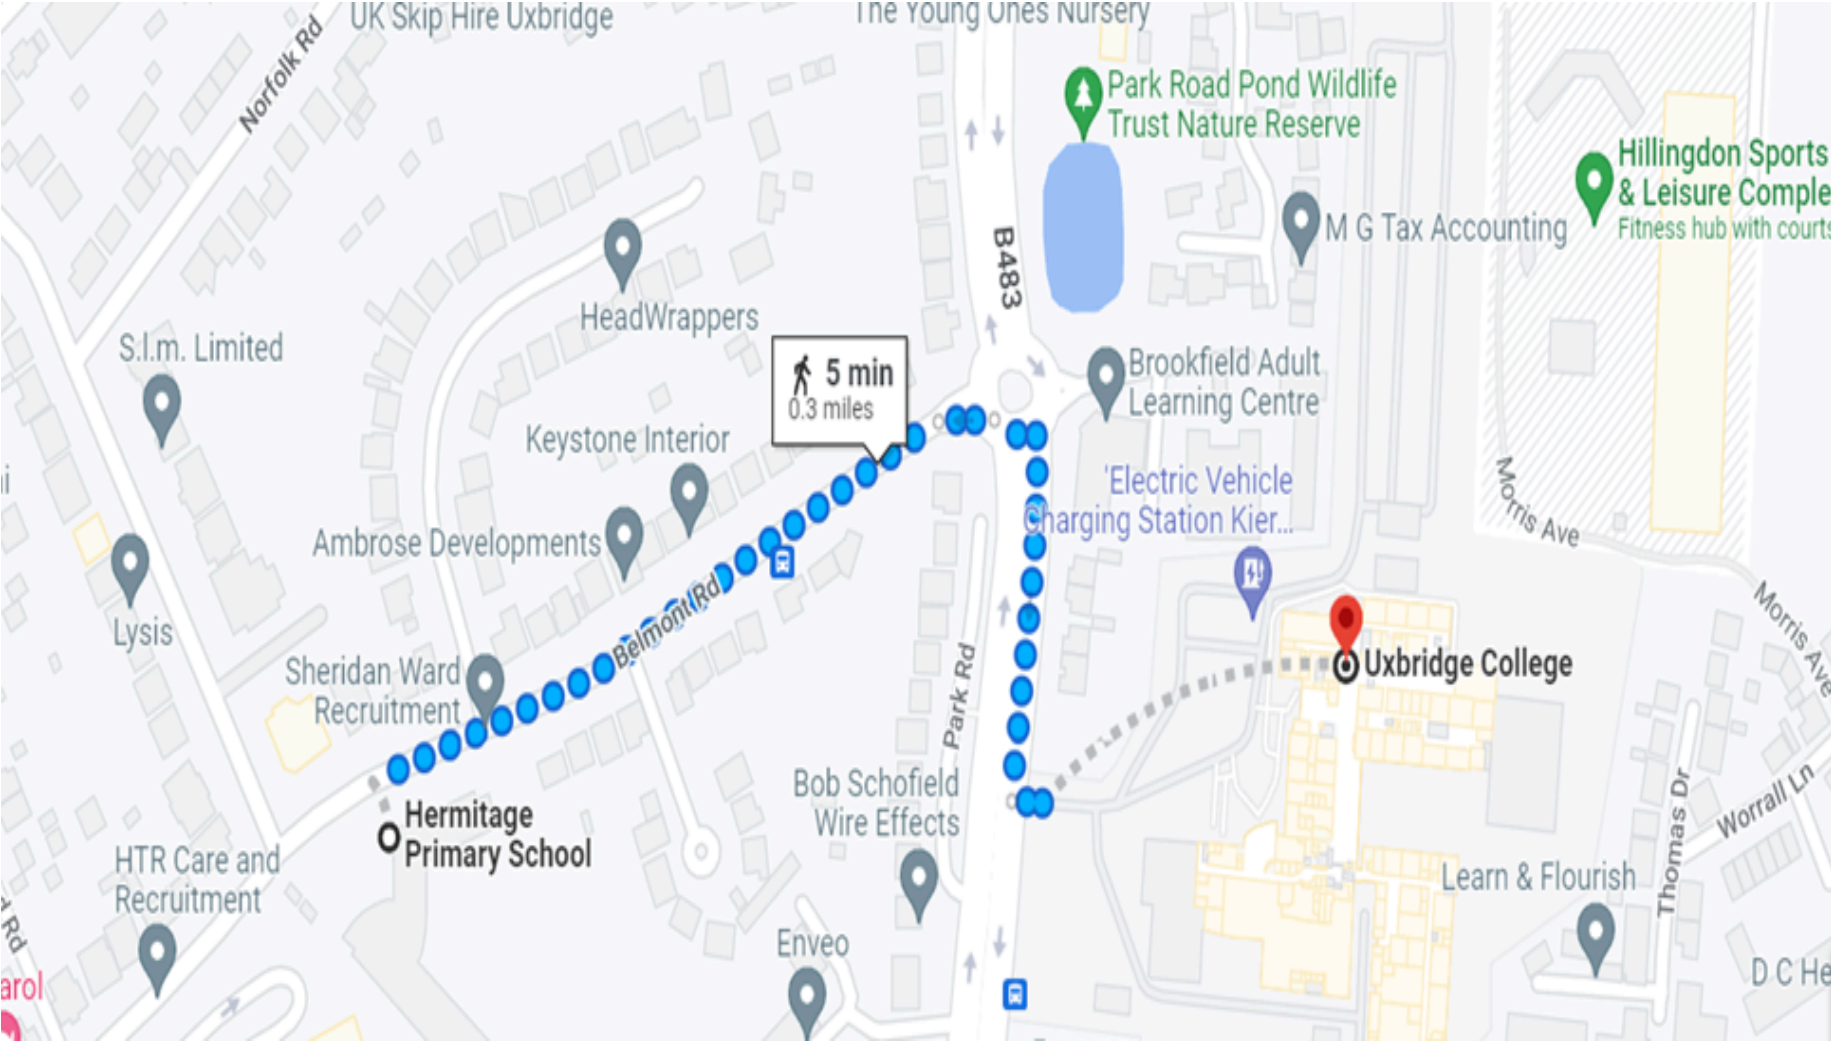 UK Skip Hire Uxbridge
The Young Ones Nursery
Norfolk Rd
Park Road Pond Wildlife
Trust Nature Reserve
Hillingdon Sports
& Leisure Comple
Fitness hub with courts
M G Tax Accounting
B483
HeadWrappers
S.l.m. Limited
5 min
0.3 miles
Brookfield Adult
Learning Centre
Keystone Interior
'Electric Vehicle
Charging Station Kier...
Morris Ave
Ambrose Developments
Belmont Rd
Lysis
Morris Ave
Sheridan Ward
Recruitment
Park Rd
Uxbridge College
Hermitage
Primary School
Bob Schofield
Wire Effects
Thomas Dr
Worrall Ln
HTR Care and
Recruitment
Learn & Flourish
Rd
Enveo
D C He
arol